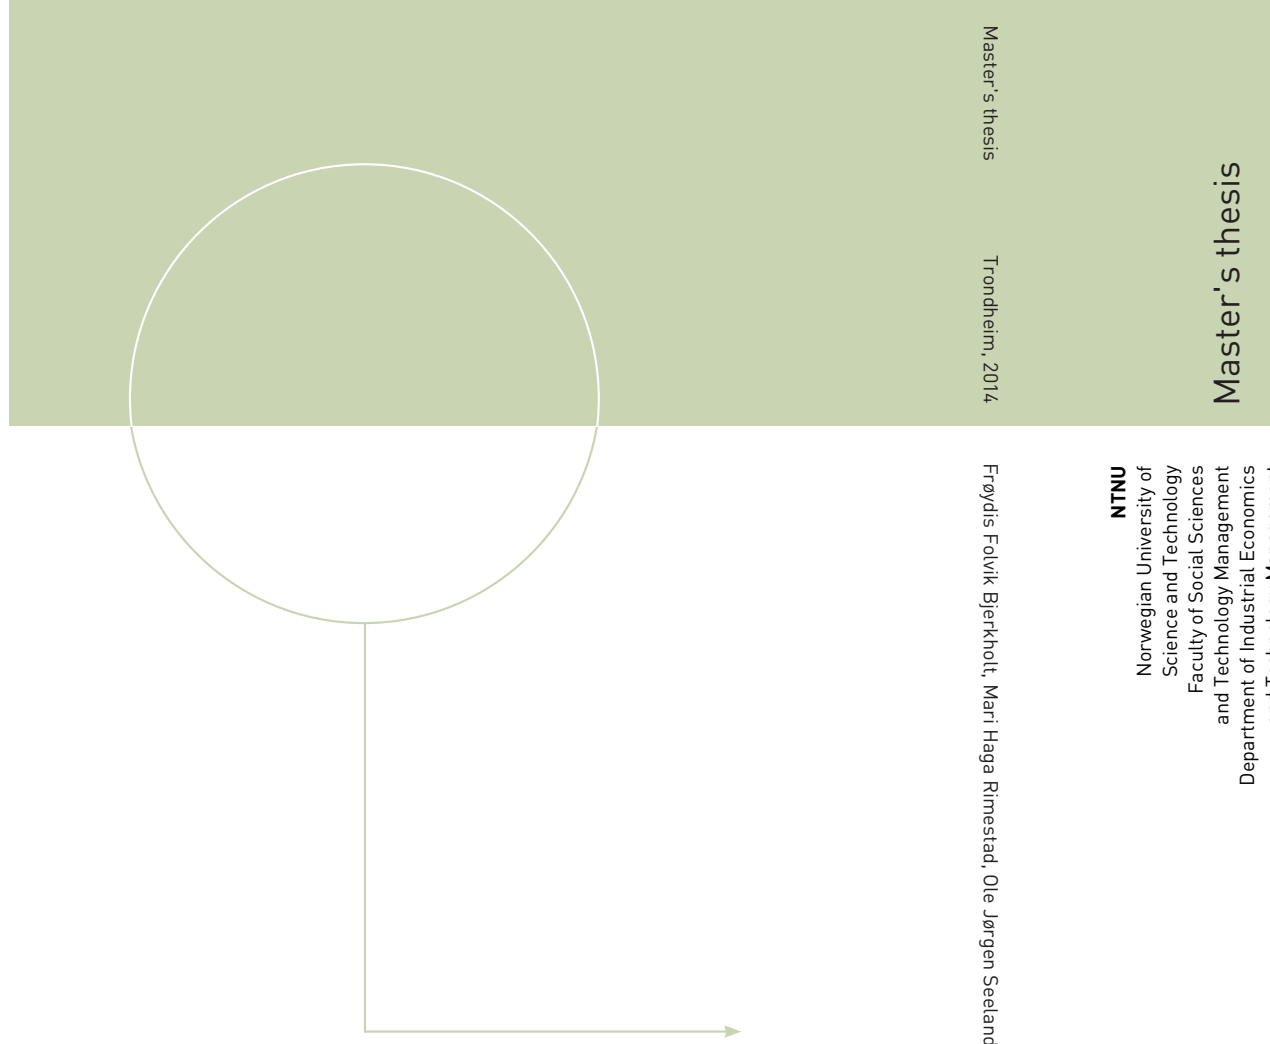 Master's thesis
Trondheim, 2014
Frøydis Folvik Bjerkholt, Mari Haga Rimestad, Ole Jørgen Seeland
Master's thesis
NTNU
Norwegian University of
Science and Technology
Faculty of Social Sciences
and Technology Management
Department of Industrial Economics